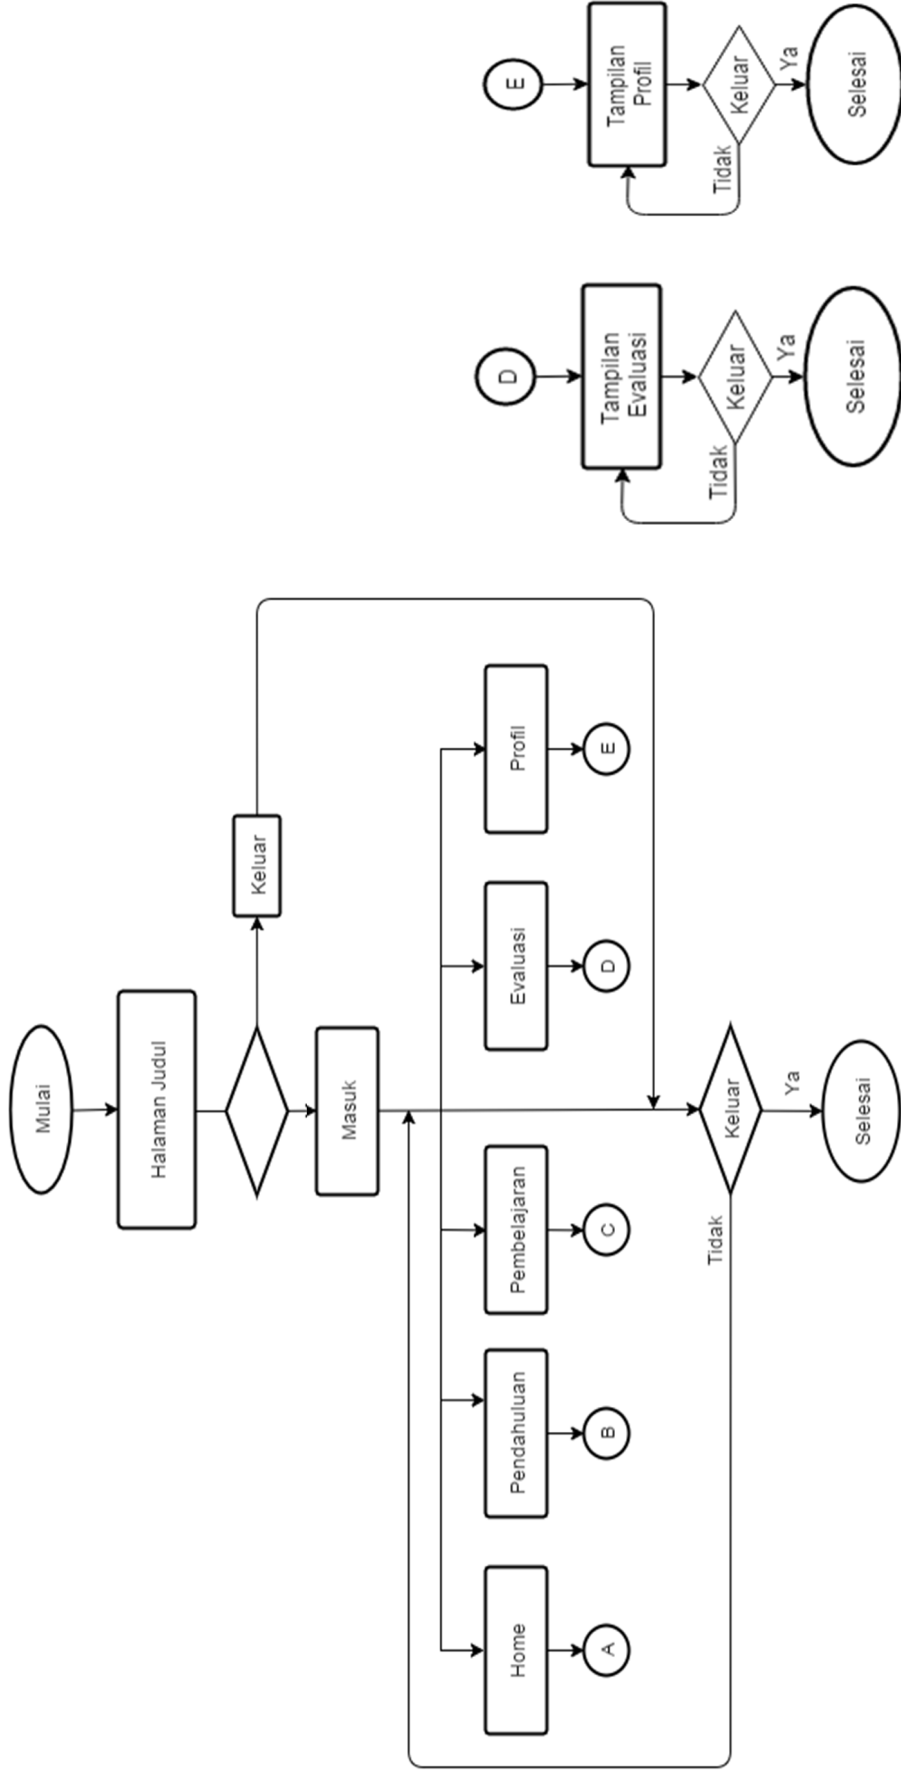 Mulai
Halaman Judul
Keluar
Masuk
Home
Pendahuluan
Pembelajaran
Evaluasi
Profil
A
B
C
D
E
Keluar
Tidak
Ya
Selesai
D
Tampilan
Evaluasi
Keluar
Tidak
Ya
Selesai
E
Tampilan
Profil
Keluar
Tidak
Ya
Selesai